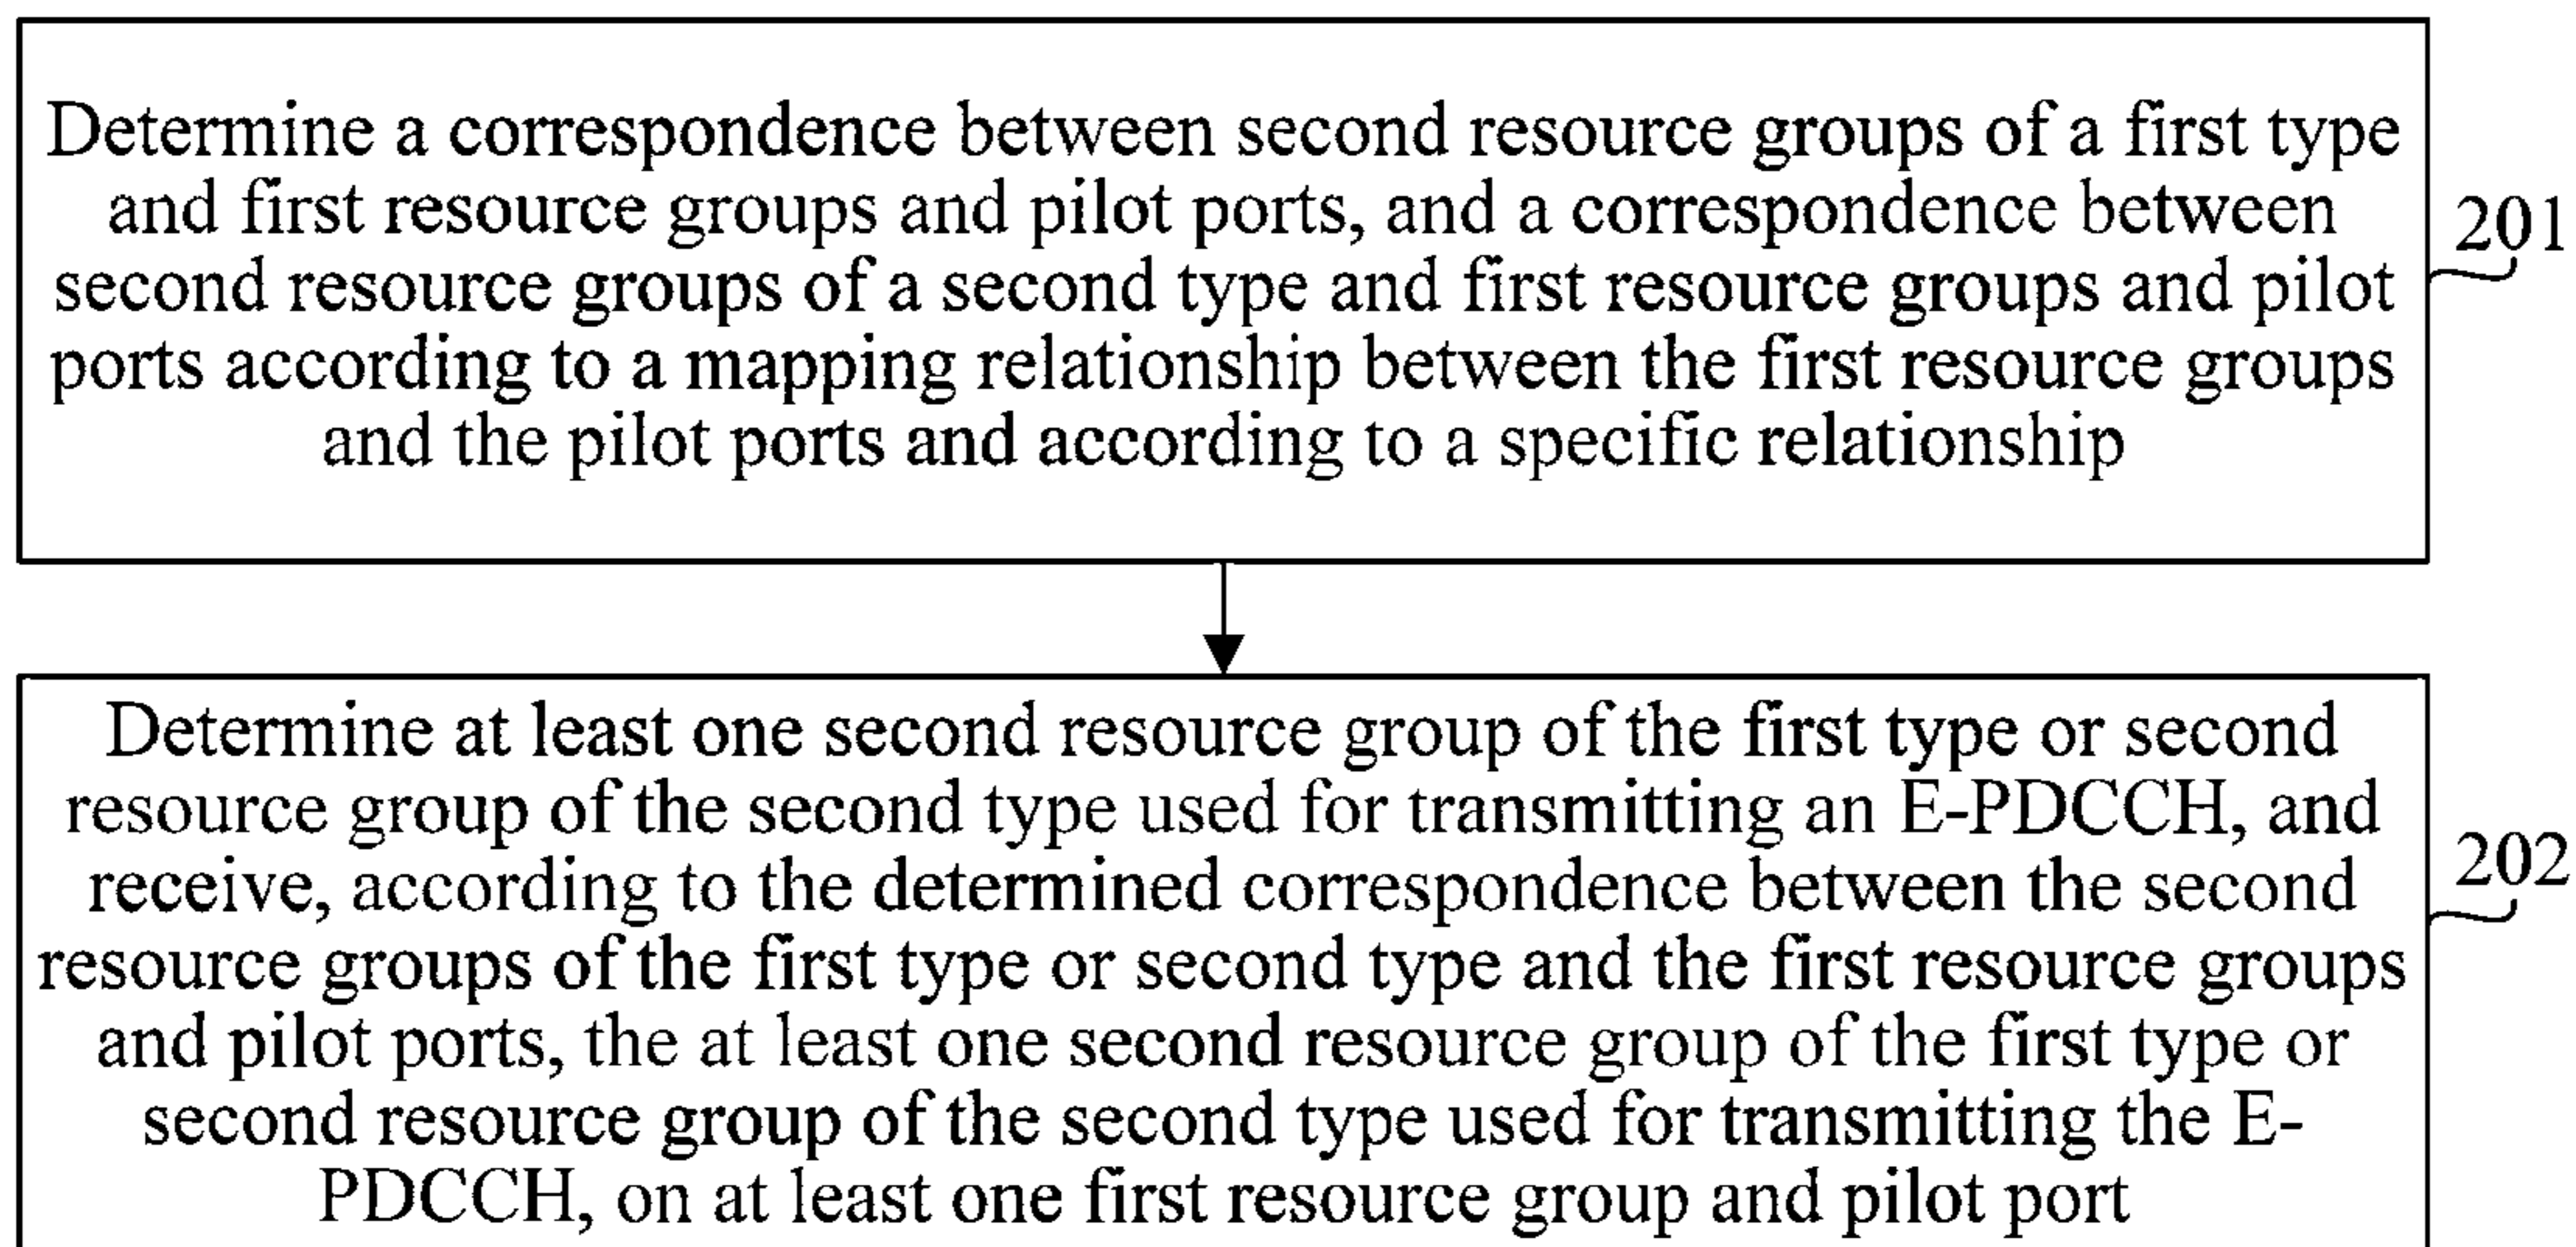 Determine a correspondence between second resource groups of a first type
and first resource groups and pilot ports, and a correspondence between
second resource groups of a second type and first resource groups and pilot
ports according to a mapping relationship between the first resource groups
and the pilot ports and according to a specific relationship
201
Determine at least one second resource group of the first type or second
resource group of the second type used for transmitting an E-PDCCH, and
receive, according to the determined correspondence between the second
resource groups of the first type or second type and the first resource groups
and pilot ports, the at least one second resource group of the first type or
second resource group of the second type used for transmitting the E-
PDCCH, on at least one first resource group and pilot port
202